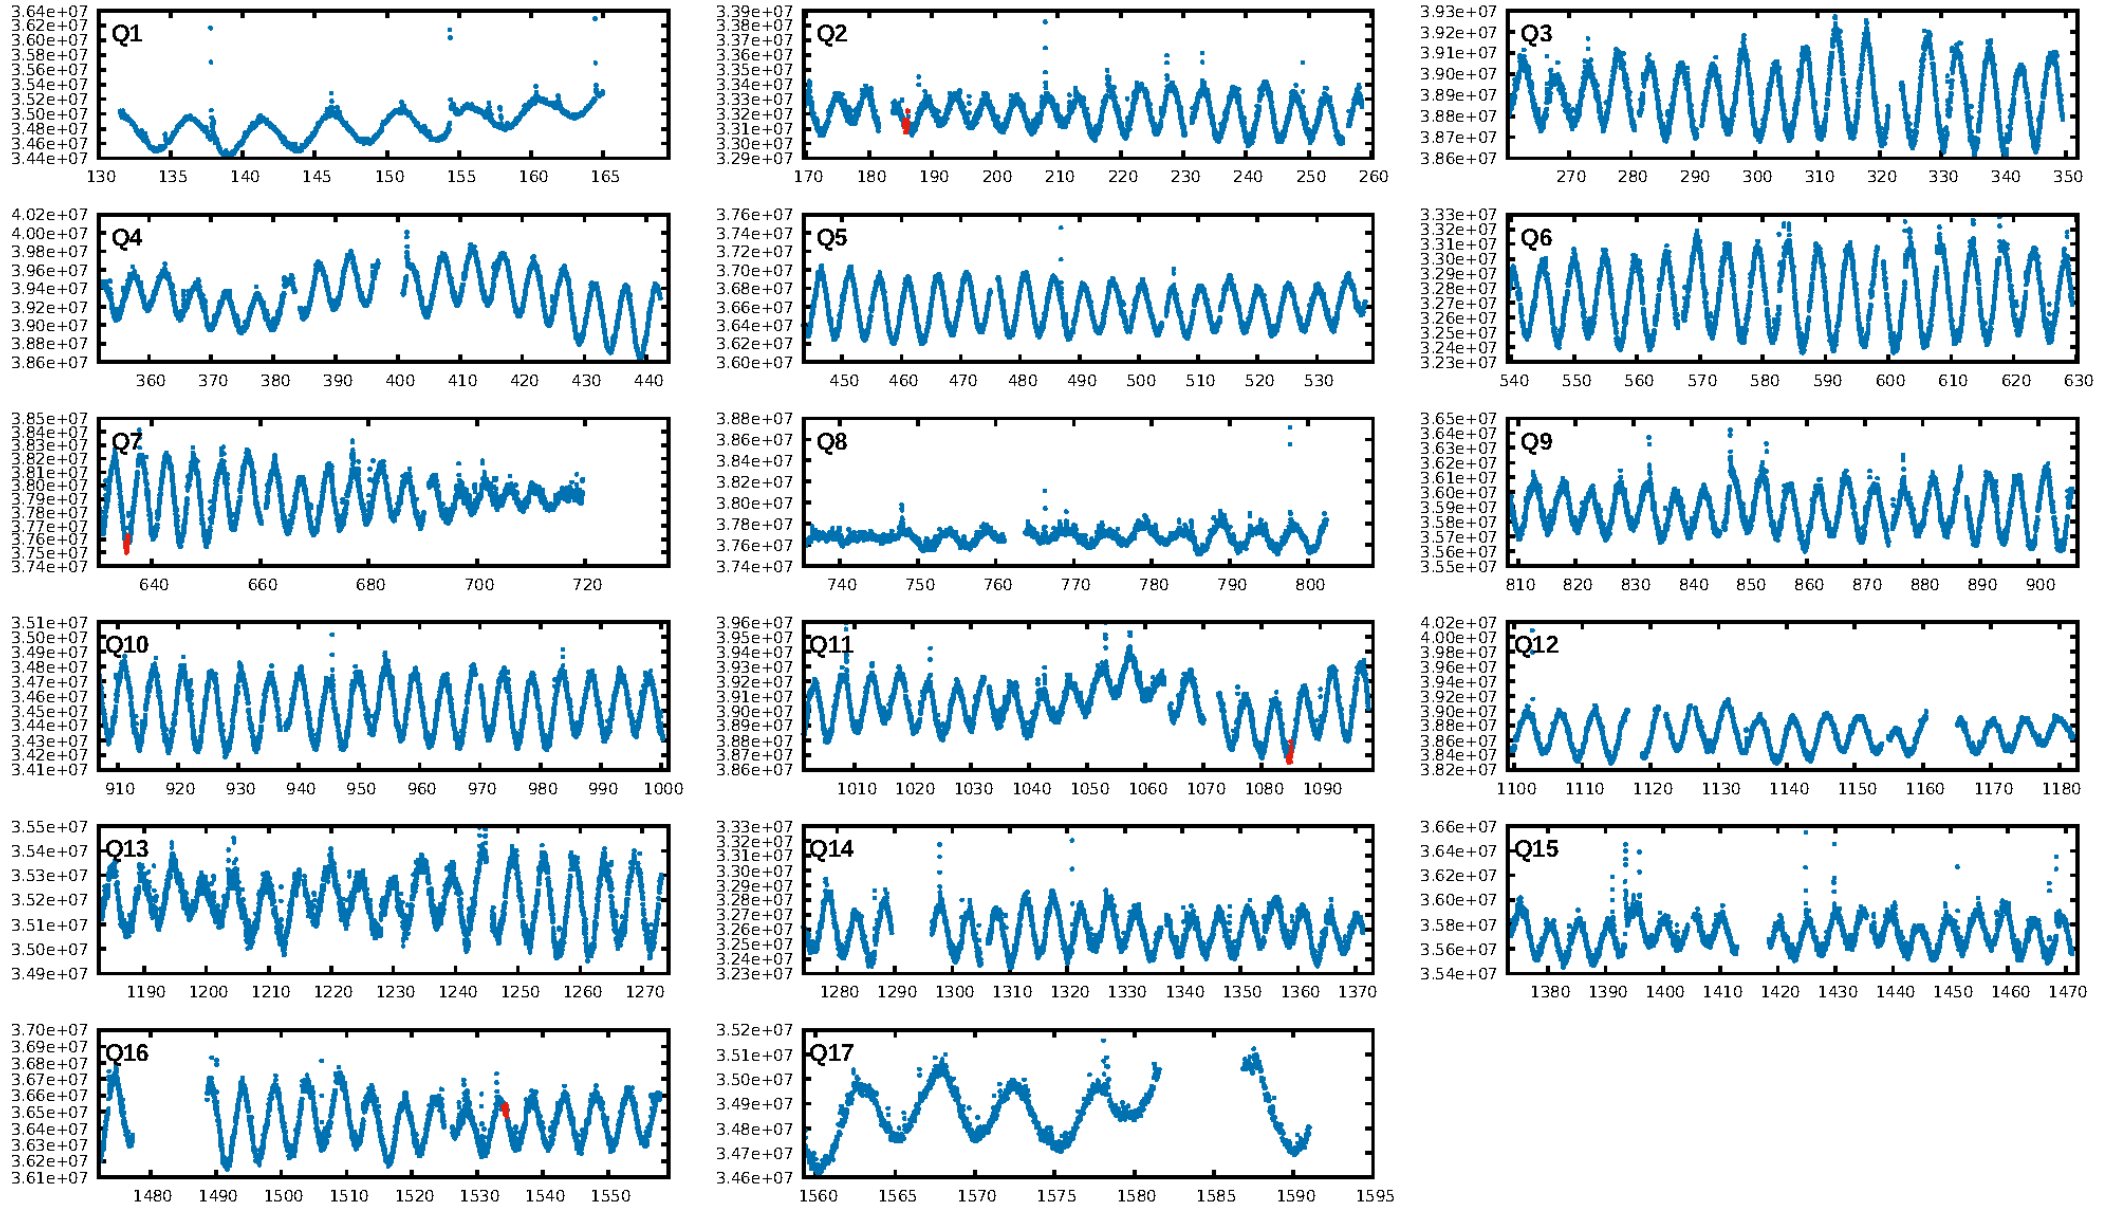 3.64e+07 3.62e+07 3.60e+07 3.58e+07 3.56e+07 3.54e+07 3.52e+07 3.50e+07 3.48e+07 3.46e+07 3.44e+07
Q1
130 135 140 145 150 155 160 165
3.39e+07 3.38e+07 3.37e+07 3.36e+07 3.35e+07 3.34e+07 3.33e+07 3.32e+07 3.31e+07 3.30e+07 3.29e+07
Q2
170 180 190 200 210 220 230 240 250 260
3.93e+07 3.92e+07 3.91e+07 3.90e+07 3.89e+07 3.88e+07 3.87e+07 3.86e+07
Q3
270 280 290 300 310 320 330 340 350
4.02e+07 4.00e+07 3.98e+07 3.96e+07 3.94e+07 3.92e+07 3.90e+07 3.88e+07 3.86e+07
Q4
360 370 380 390 400 410 420 430 440
3.76e+07 3.74e+07 3.72e+07 3.70e+07 3.68e+07 3.66e+07 3.64e+07 3.62e+07 3.60e+07
Q5
450 460 470 480 490 500 510 520 530
3.33e+07 3.31e+07 3.30e+07 3.29e+07 3.28e+07 3.27e+07 3.26e+07 3.25e+07 3.24e+07 3.23e+07
Q6
540 550 560 570 580 590 600 610 620 630
3.85e+07 3.84e+07 3.83e+07 3.82e+07 3.81e+07 3.80e+07 3.79e+07 3.78e+07 3.77e+07 3.76e+07 3.75e+07 3.74e+07
Q7
640 660 680 700 720
3.88e+07 3.86e+07 3.84e+07 3.82e+07 3.80e+07 3.78e+07 3.76e+07 3.74e+07
Q8
740 750 760 770 780 790 800
3.65e+07 3.64e+07 3.63e+07 3.62e+07 3.61e+07 3.60e+07 3.59e+07 3.58e+07 3.57e+07 3.56e+07 3.55e+07
Q9
810 820 830 840 850 860 870 880 890 900
3.51e+07 3.50e+07 3.49e+07 3.48e+07 3.47e+07 3.46e+07 3.45e+07 3.44e+07 3.43e+07 3.42e+07 3.41e+07
Q10
910 920 930 940 950 960 970 980 990 1000
3.96e+07 3.95e+07 3.94e+07 3.93e+07 3.92e+07 3.91e+07 3.90e+07 3.89e+07 3.88e+07 3.87e+07 3.86e+07
Q11
1010 1020 1030 1040 1050 1060 1070 1080 1090
4.02e+07 4.00e+07 3.98e+07 3.96e+07 3.94e+07 3.92e+07 3.90e+07 3.88e+07 3.86e+07 3.84e+07 3.82e+07
Q12
1100 1110 1120 1130 1140 1150 1160 1170 1180
3.55e+07 3.54e+07 3.53e+07 3.52e+07 3.51e+07 3.50e+07 3.49e+07
Q13
1190 1200 1210 1220 1230 1240 1250 1260 1270
3.33e+07 3.32e+07 3.31e+07 3.30e+07 3.29e+07 3.28e+07 3.27e+07 3.26e+07 3.25e+07 3.24e+07 3.23e+07
Q14
1280 1290 1300 1310 1320 1330 1340 1350 1360 1370
3.66e+07 3.64e+07 3.62e+07 3.60e+07 3.58e+07 3.56e+07 3.54e+07
Q15
1380 1390 1400 1410 1420 1430 1440 1450 1460 1470
3.70e+07 3.69e+07 3.68e+07 3.67e+07 3.66e+07 3.65e+07 3.64e+07 3.63e+07 3.62e+07 3.61e+07
Q16
1480 1490 1500 1510 1520 1530 1540 1550
3.52e+07 3.51e+07 3.50e+07 3.49e+07 3.48e+07 3.47e+07 3.46e+07
Q17
1560 1565 1570 1575 1580 1585 1590 1595